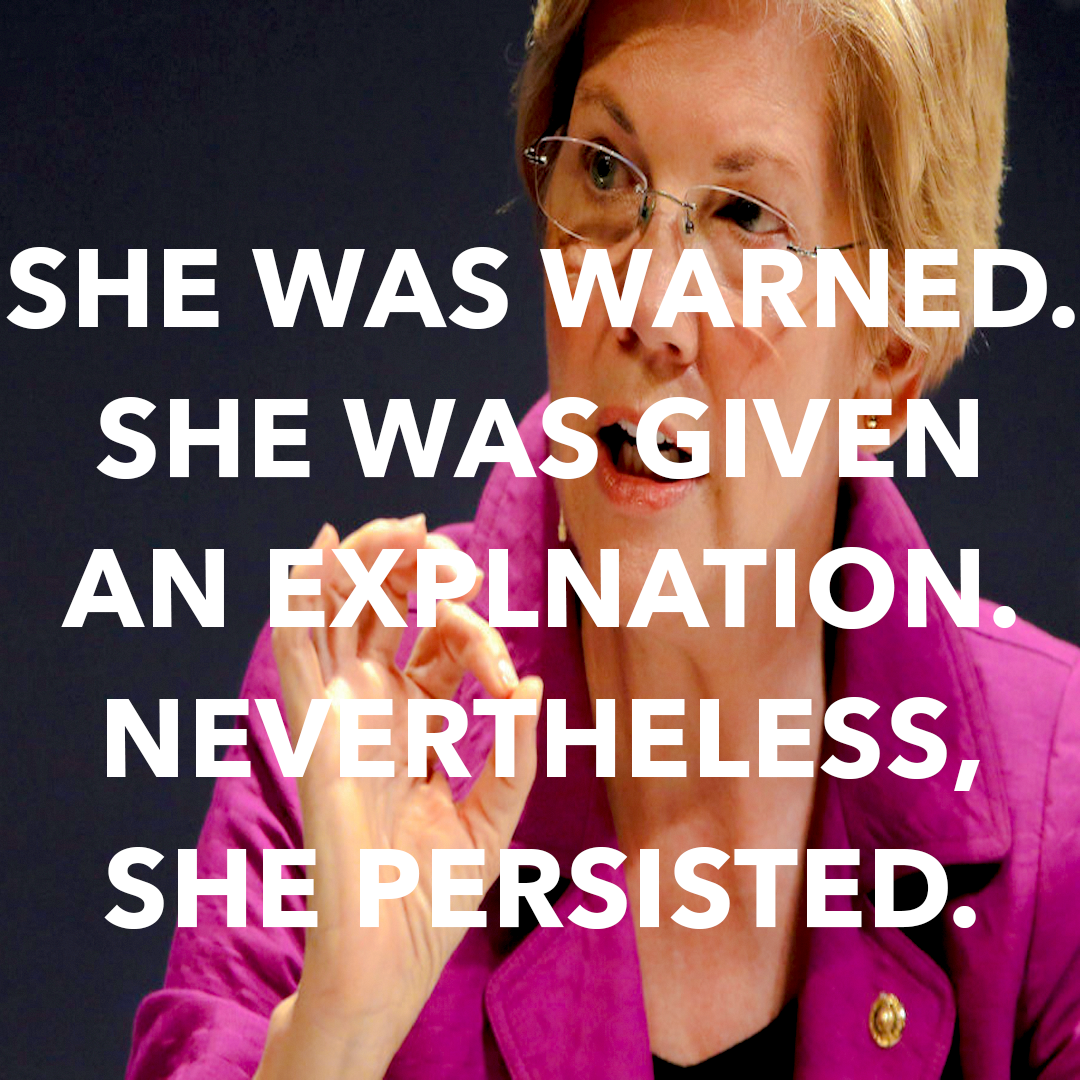 SHE WAS WARNED.
SHE WAS GIVEN
AN EXPLNATION.
NEVERTHELESS,
SHE PERSISTED.